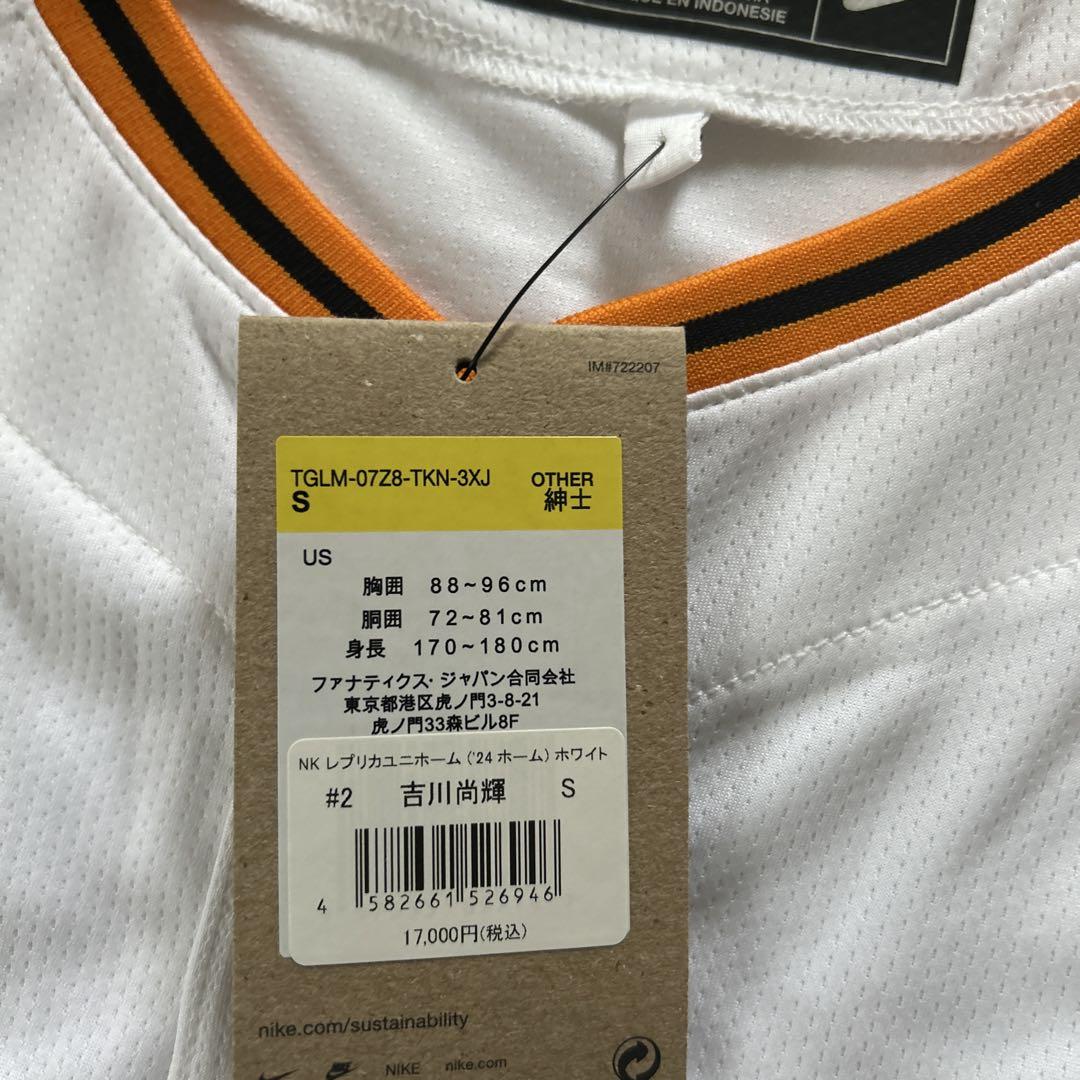 QUE EN INDONESIE
IM#722207
TGLM-07Z8-TKN-3XJ OTHER
S 紳士
US
胸囲 88~96cm
胴囲 72~81cm
身長 170~180cm
ファナティクス・ジャパン合同会社
東京都港区虎ノ門3-8-21
虎ノ門33森ビル8F
NK レプリカユニホーム ('24 ホーム) ホワイト
#2 吉川尚輝 S
4 582661 526946
17,000円(税込)
nike.com/sustainability
NIKE nike.com